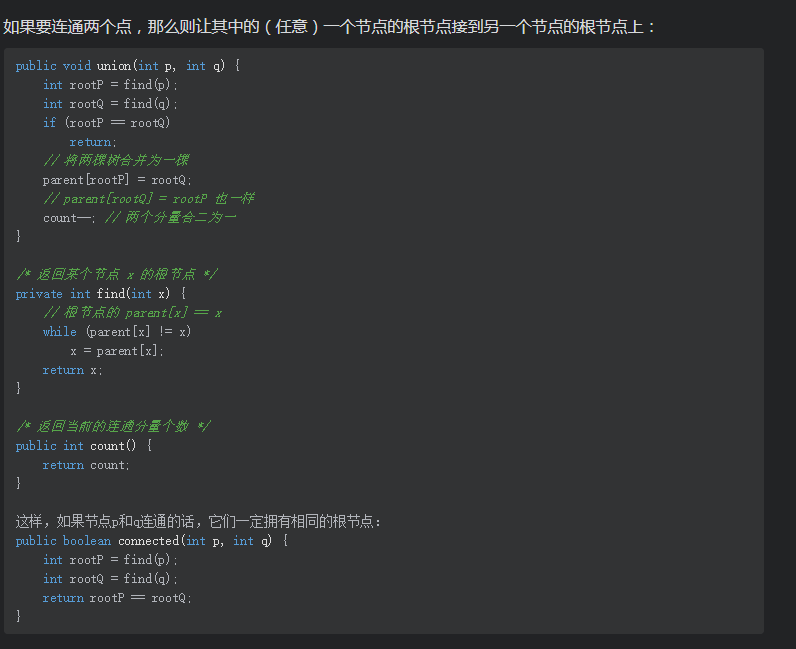 如果要连通两个点，那么则让其中的（任意）一个节点的根节点接到另一个节点的根节点上：
public void union(int p, int q) {
    int rootP = find(p);
    int rootQ = find(q);
    if (rootP == rootQ)
        return;
    // 将两棵树合并为一棵
    parent[rootP] = rootQ;
    // parent[rootQ] = rootP 也一样
    count--; // 两个分量合二为一
}

/* 返回某个节点 x 的根节点 */
private int find(int x) {
    // 根节点的 parent[x] == x
    while (parent[x] != x)
        x = parent[x];
    return x;
}

/* 返回当前的连通分量个数 */
public int count() {
    return count;
}

这样，如果节点p和q连通的话，它们一定拥有相同的根节点：
public boolean connected(int p, int q) {
    int rootP = find(p);
    int rootQ = find(q);
    return rootP == rootQ;
}